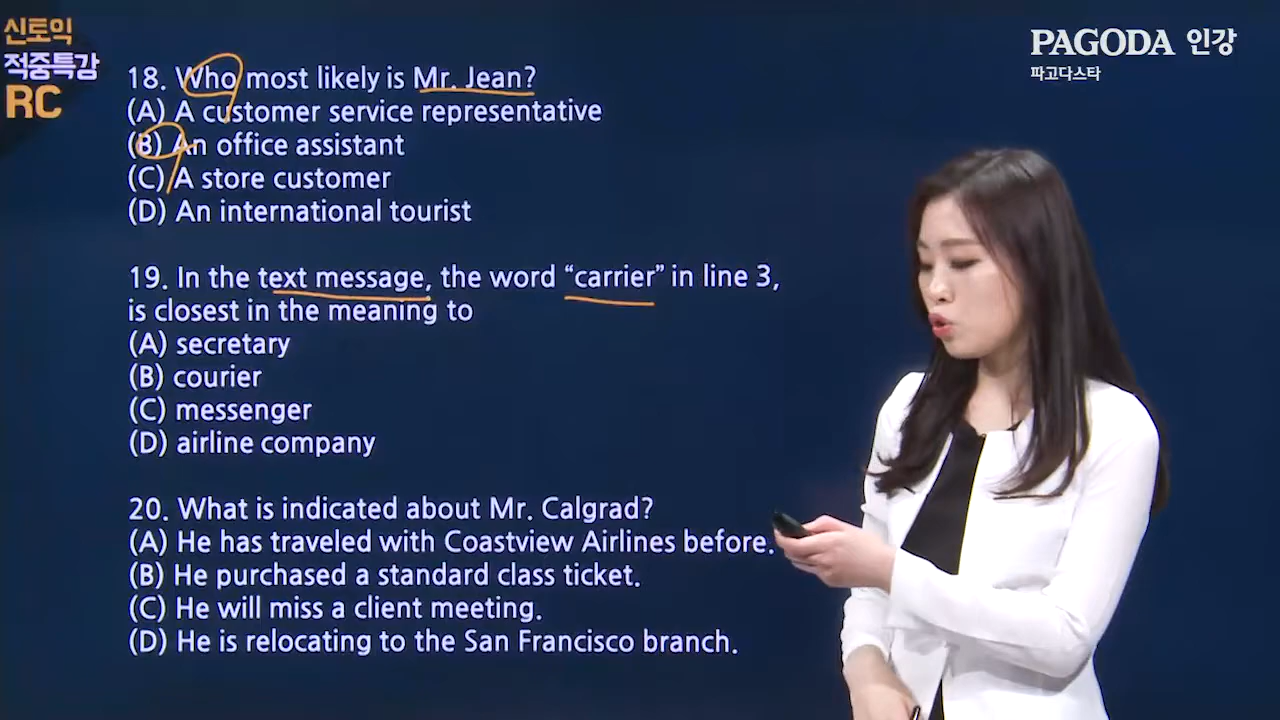 신토익
적중특강
RC
PAGODA 인강
파고다스타
18. Who most likely is Mr. Jean?
(A) A customer service representative
(B) An office assistant
(C) A store customer
(D) An international tourist
19. In the text message, the word “carrier” in line 3,
is closest in the meaning to
(A) secretary
(B) courier
(C) messenger
(D) airline company
20. What is indicated about Mr. Calgrad?
(A) He has traveled with Coastview Airlines before.
(B) He purchased a standard class ticket.
(C) He will miss a client meeting.
(D) He is relocating to the San Francisco branch.